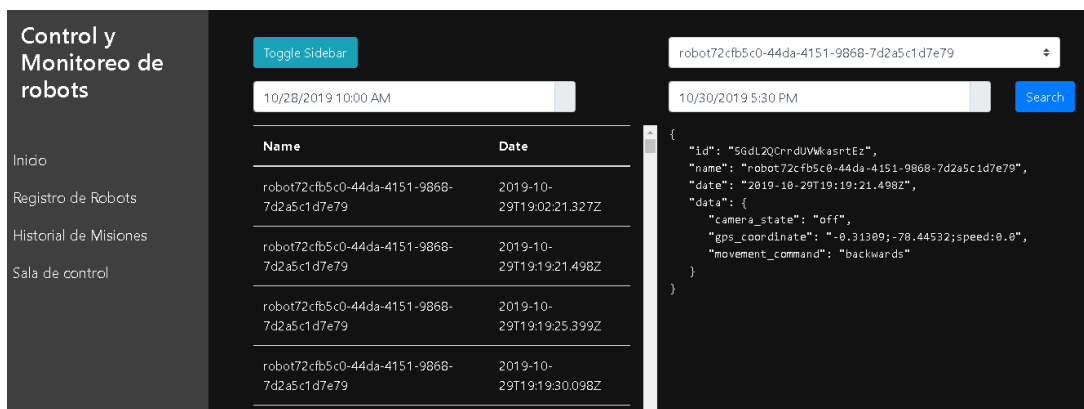 Control y
Monitoreo de
robots
Inicio
Registro de Robots
Historial de Misiones
Sala de control
Toggle Sidebar
robot72cfb5c0-44da-4151-9868-7d2a5c1d7e79
10/28/2019 10:00 AM
10/30/2019 5:30 PM
Search
Name Date
robot72cfb5c0-44da-4151-9868- 2019-10-
7d2a5c1d7e79 29T19:02:21.327Z
robot72cfb5c0-44da-4151-9868- 2019-10-
7d2a5c1d7e79 29T19:19:21.498Z
robot72cfb5c0-44da-4151-9868- 2019-10-
7d2a5c1d7e79 29T19:19:25.399Z
robot72cfb5c0-44da-4151-9868- 2019-10-
7d2a5c1d7e79 29T19:19:30.098Z
{
"id": "5GdL2QCrrdUVWkasrtEz",
"name": "robot72cfb5c0-44da-4151-9868-7d2a5c1d7e79",
"date": "2019-10-29T19:19:21.498Z",
"data": {
"camera_state": "off",
"gps_coordinate": "-0.31309;-78.44532;speed:0.0",
"movement_command": "backwards"
}
}